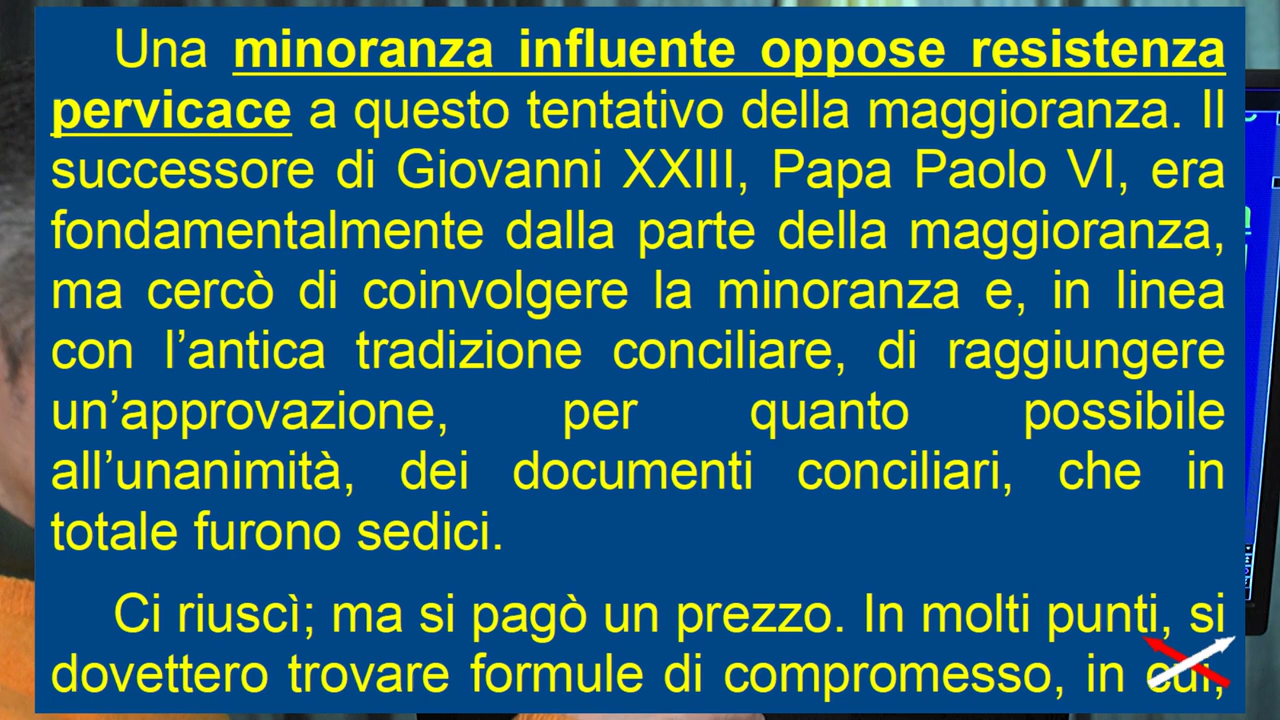 Una minoranza influente oppose resistenza
pervicace a questo tentativo della maggioranza. Il
successore di Giovanni XXIII, Papa Paolo VI, era
fondamentalmente dalla parte della maggioranza,
ma cercò di coinvolgere la minoranza e, in linea
con l’antica tradizione conciliare, di raggiungere
un’approvazione, per quanto possibile
all’unanimità, dei documenti conciliari, che in
totale furono sedici.
Ci riuscì; ma si pagò un prezzo. In molti punti, si
dovettero trovare formule di compromesso, in cui,